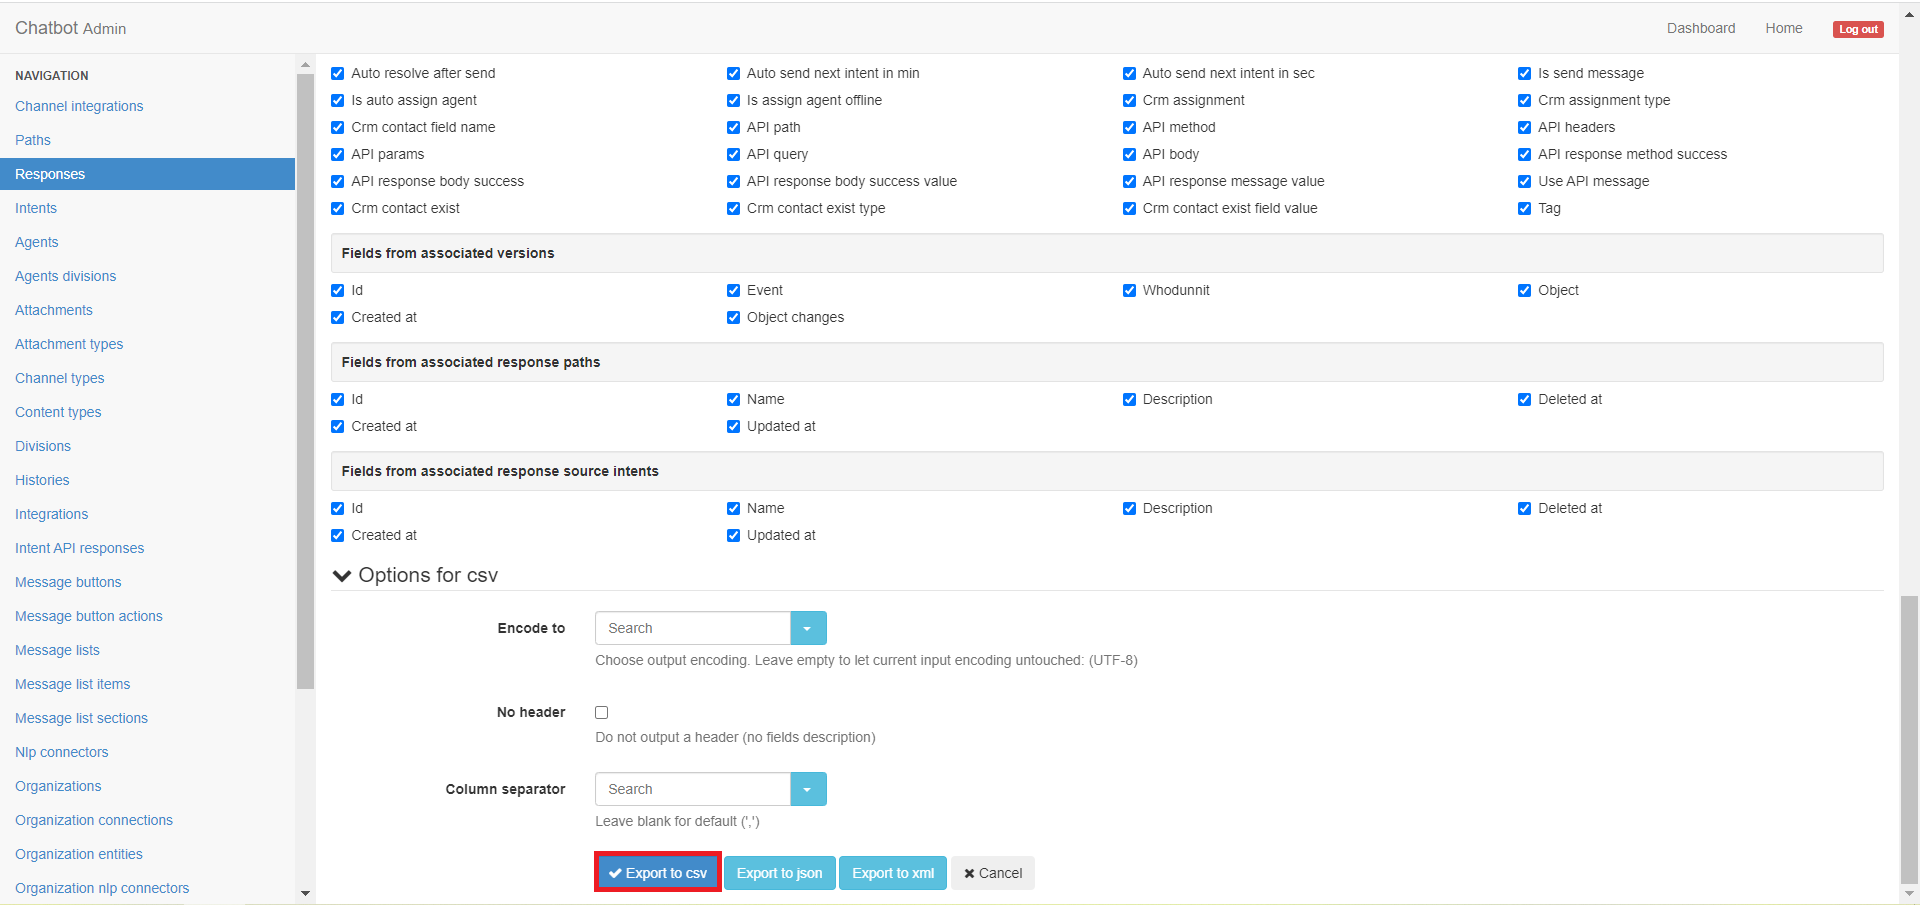 Chatbot Admin
Dashboard Home Log out
NAVIGATION
Channel integrations
Paths
Responses
Intents
Agents
Agents divisions
Attachments
Attachment types
Channel types
Content types
Divisions
Histories
Integrations
Intent API responses
Message buttons
Message button actions
Message lists
Message list items
Message list sections
Nlp connectors
Organizations
Organization connections
Organization entities
Organization nlp connectors
Auto resolve after send Auto send next intent in min Auto send next intent in sec Is send message
Is auto assign agent Is assign agent offline Crm assignment Crm assignment type
Crm contact field name API path API method API headers
API params API query API body API response method success
API response body success API response body success value API response message value Use API message
Crm contact exist Crm contact exist type Crm contact exist field value Tag
Fields from associated versions
Id Event Whodunnit Object
Created at Object changes
Fields from associated response paths
Id Name Description Deleted at
Created at Updated at
Fields from associated response source intents
Id Name Description Deleted at
Created at Updated at
Options for csv
Encode to Search
Choose output encoding. Leave empty to let current input encoding untouched: (UTF-8)
No header
Do not output a header (no fields description)
Column separator Search
Leave blank for default (',')
Export to csv Export to json Export to xml Cancel